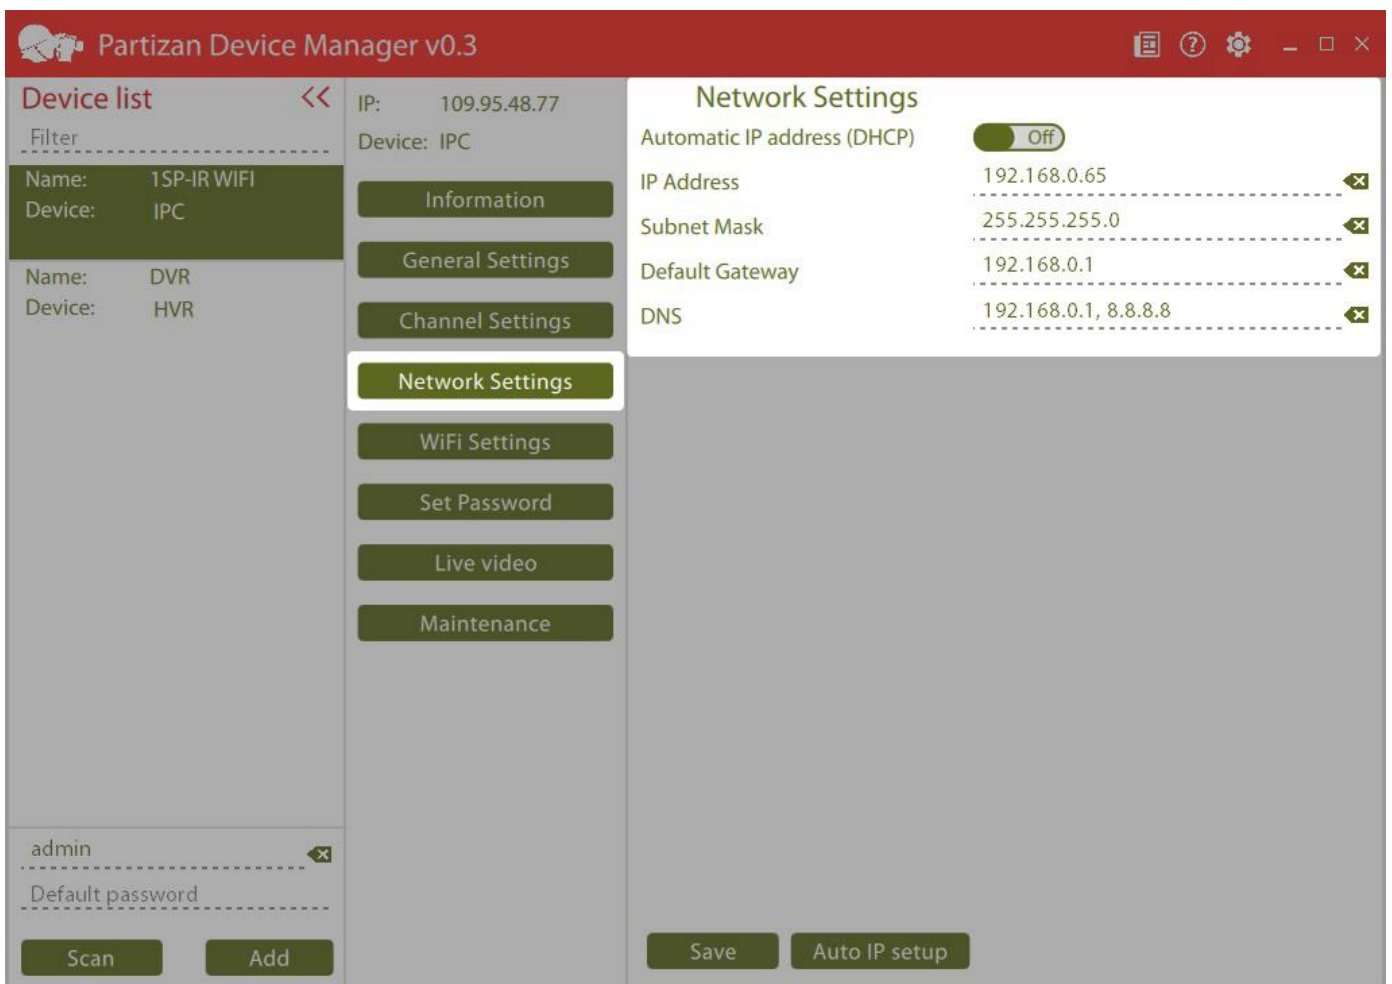 Partizan Device Manager v0.3
Device list <<
Filter
Name: 1SP-IR WIFI
Device: IPC
Name: DVR
Device: HVR
admin
Default password
Scan Add
IP: 109.95.48.77
Device: IPC
Information
General Settings
Channel Settings
Network Settings
WiFi Settings
Set Password
Live video
Maintenance
Network Settings
Automatic IP address (DHCP) Off
IP Address 192.168.0.65
Subnet Mask 255.255.255.0
Default Gateway 192.168.0.1
DNS 192.168.0.1, 8.8.8.8
Save Auto IP setup